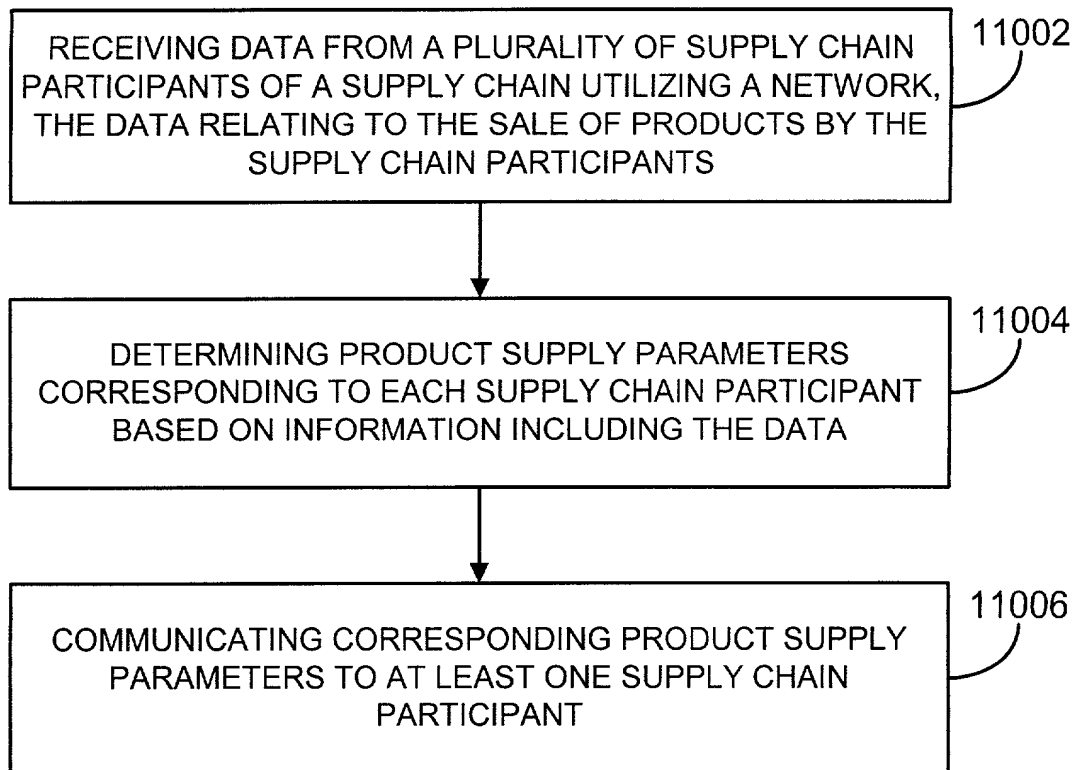 RECEIVING DATA FROM A PLURALITY OF SUPPLY CHAIN
PARTICIPANTS OF A SUPPLY CHAIN UTILIZING A NETWORK,
THE DATA RELATING TO THE SALE OF PRODUCTS BY THE
SUPPLY CHAIN PARTICIPANTS
11002
DETERMINING PRODUCT SUPPLY PARAMETERS
CORRESPONDING TO EACH SUPPLY CHAIN PARTICIPANT
BASED ON INFORMATION INCLUDING THE DATA
11004
COMMUNICATING CORRESPONDING PRODUCT SUPPLY
PARAMETERS TO AT LEAST ONE SUPPLY CHAIN
PARTICIPANT
11006